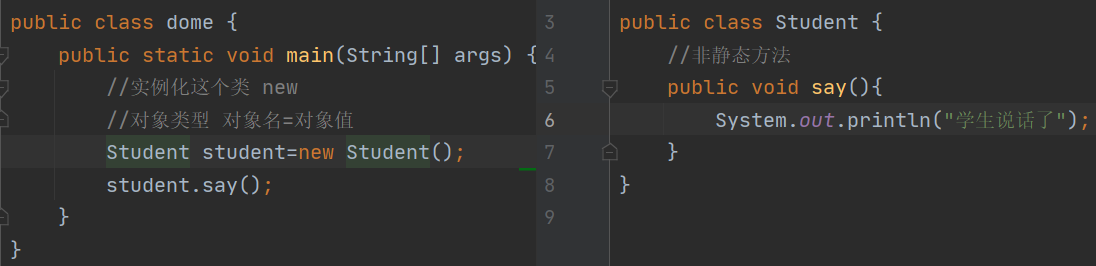 public class dome {
public static void main(String[] args) {
//实例化这个类 new
//对象类型 对象名=对象值
Student student=new Student();
student.say();
}
}
3
4
5
6
7
8
9
public class Student {
//非静态方法
public void say(){
System.out.println("学生说话了");
}
}